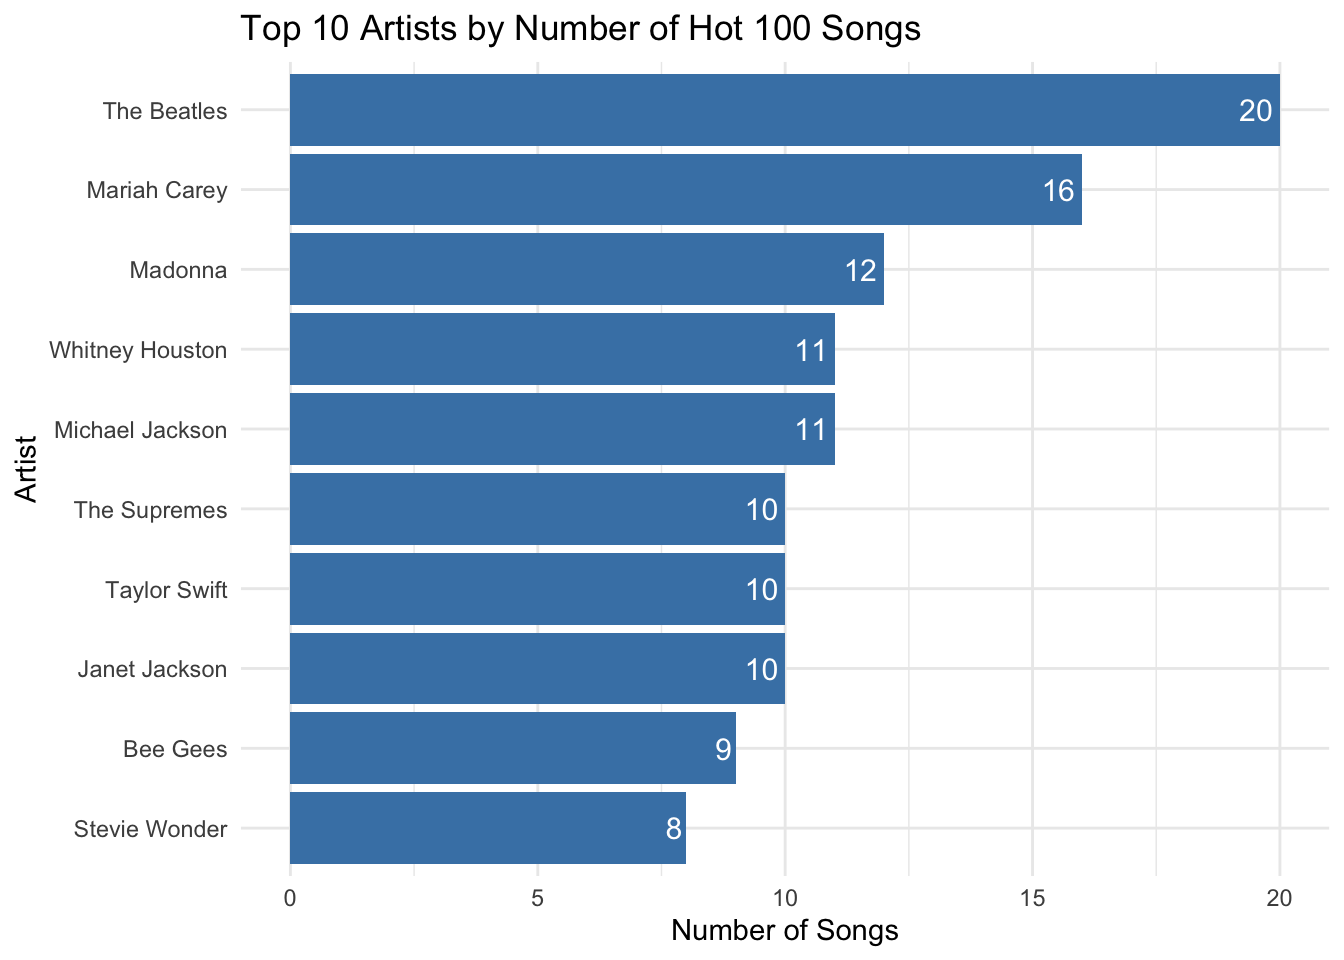 Top 10 Artists by Number of Hot 100 Songs
The Beatles 20
Mariah Carey 16
Madonna 12
Whitney Houston 11
Michael Jackson 11
The Supremes 10
Taylor Swift 10
Janet Jackson 10
Bee Gees 9
Stevie Wonder 8
Artist
0 5 10 15 20
Number of Songs